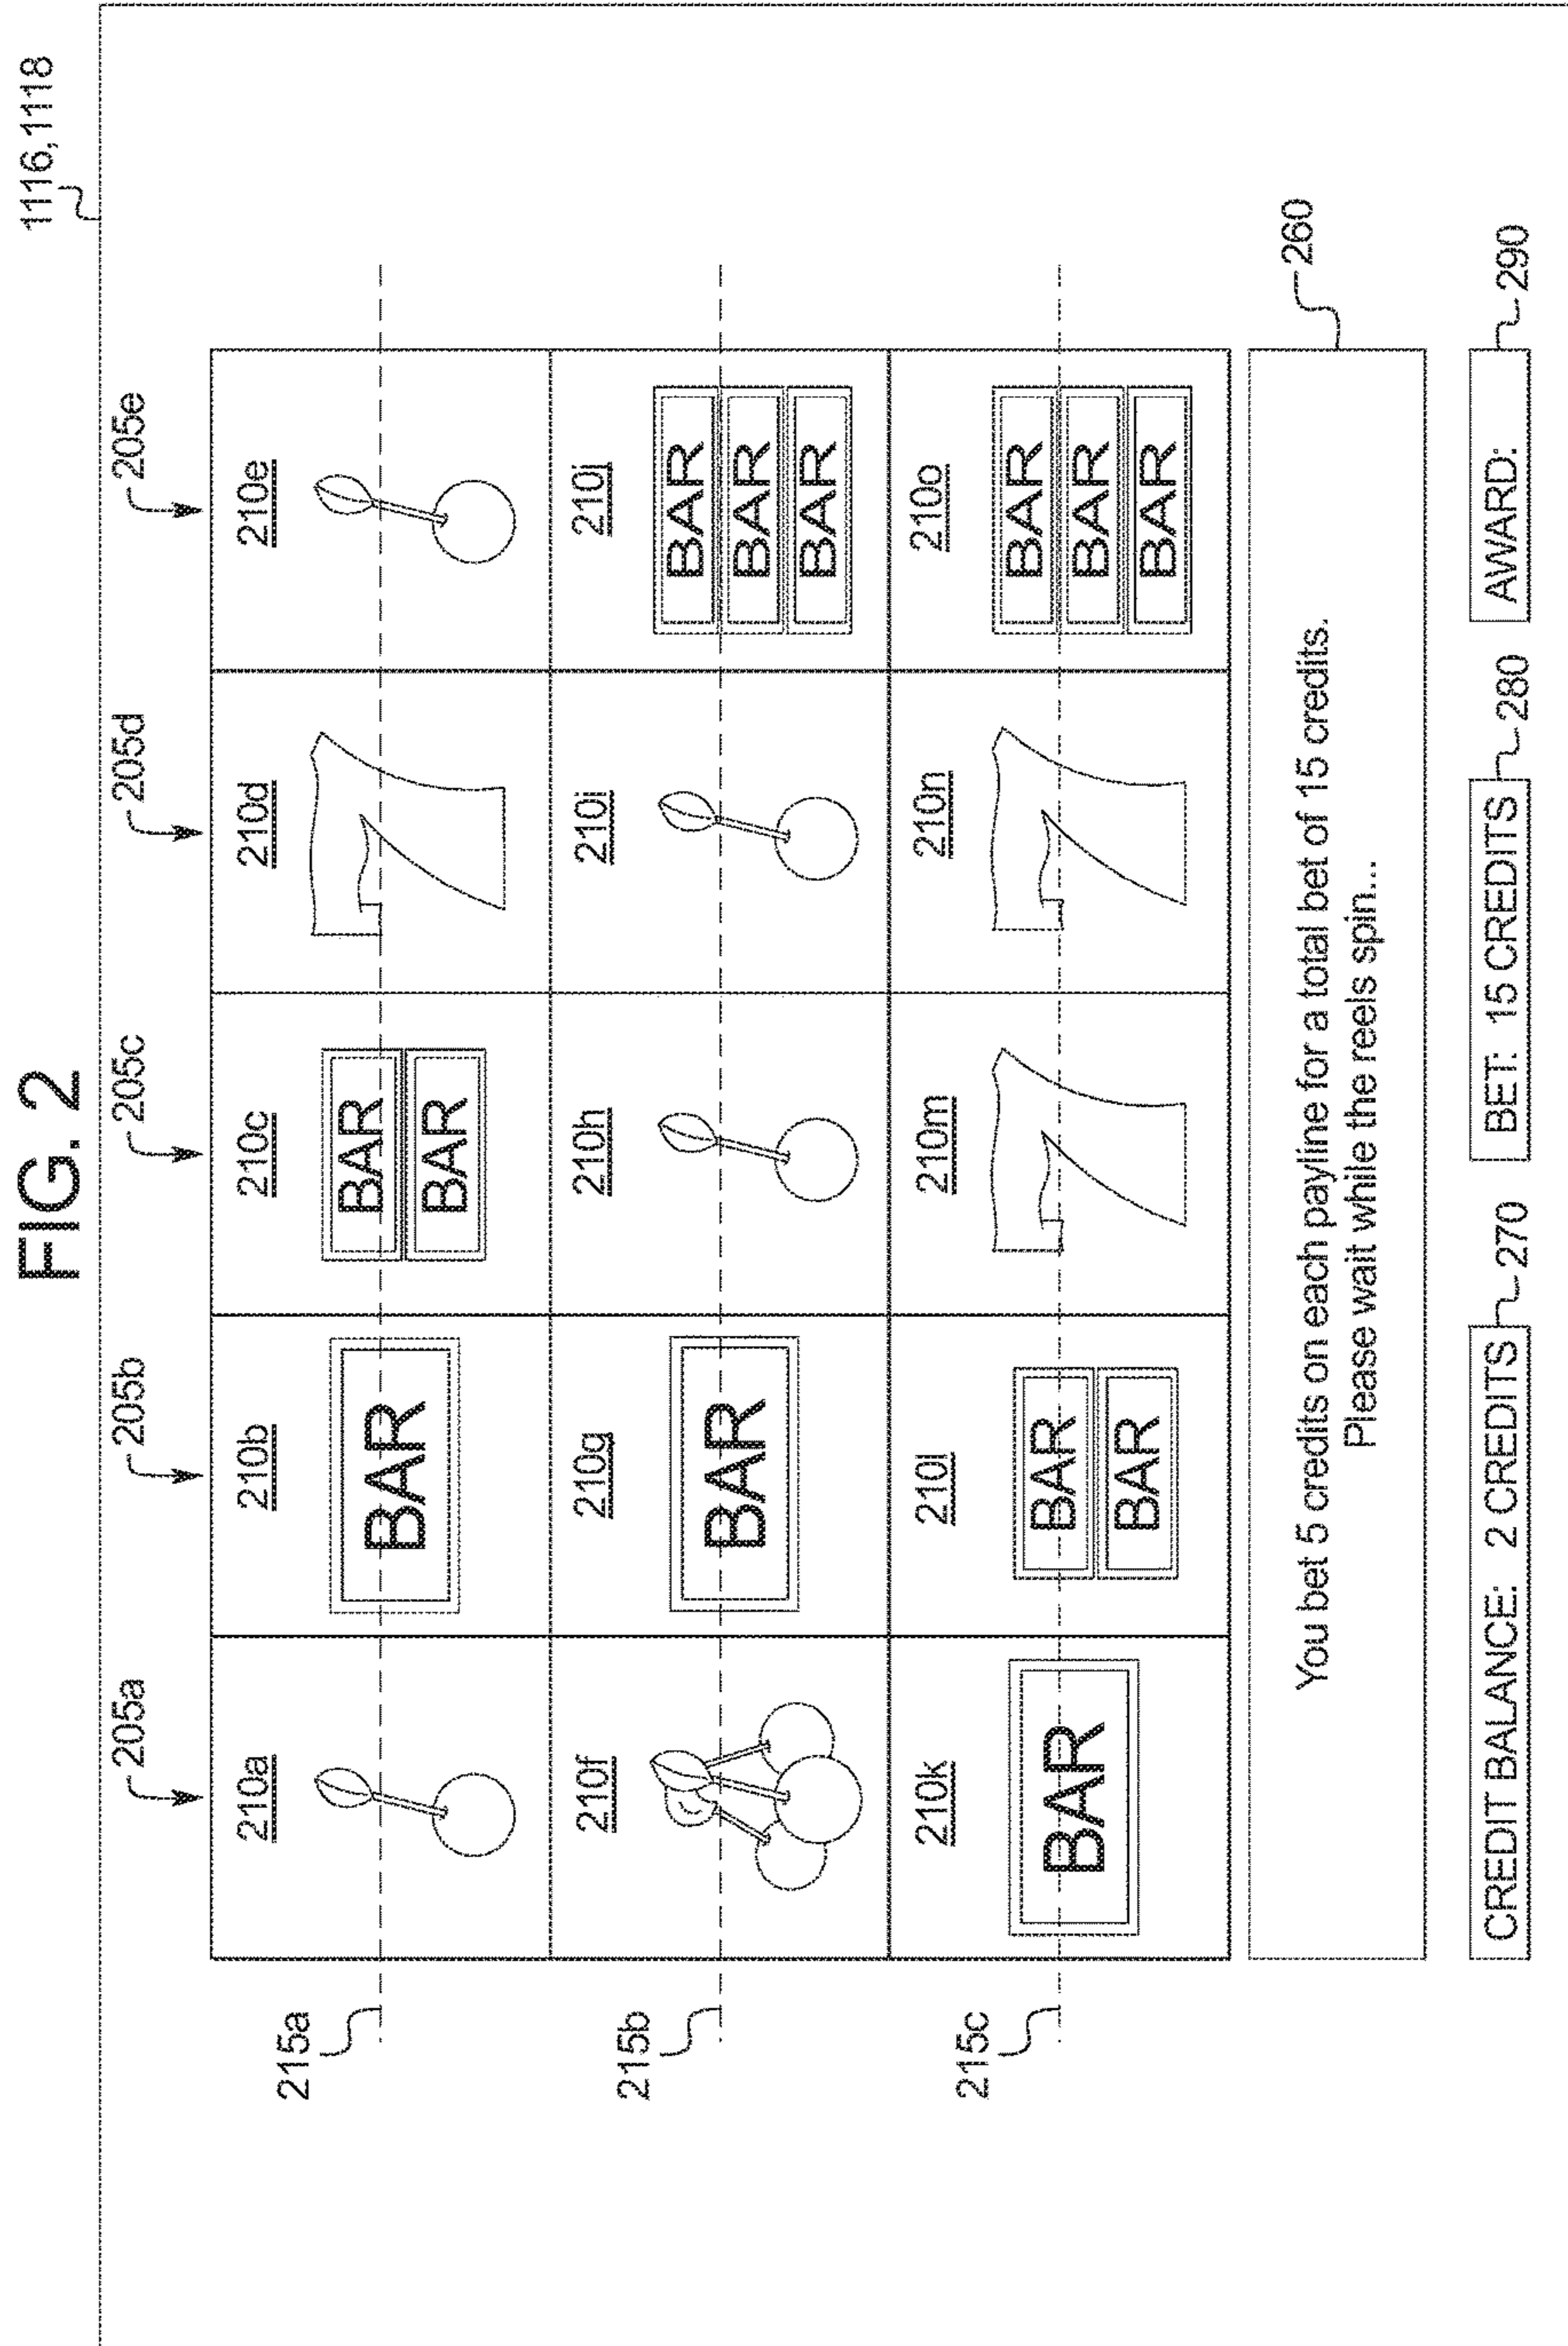 FIG. 2
1116,1118
205a 205b 205c 205d 205e
215a
210a 210b 210c 210d 210e
BAR BAR
BAR
215b
210f 210g 210h 210i 210j
BAR BAR
BAR
BAR
215c
210k 210l 210m 210n 210o
BAR BAR BAR
BAR BAR
BAR
You bet 5 credits on each payline for a total bet of 15 credits.
Please wait while the reels spin...
260
CREDIT BALANCE: 2 CREDITS 270 BET: 15 CREDITS 280 AWARD: 290